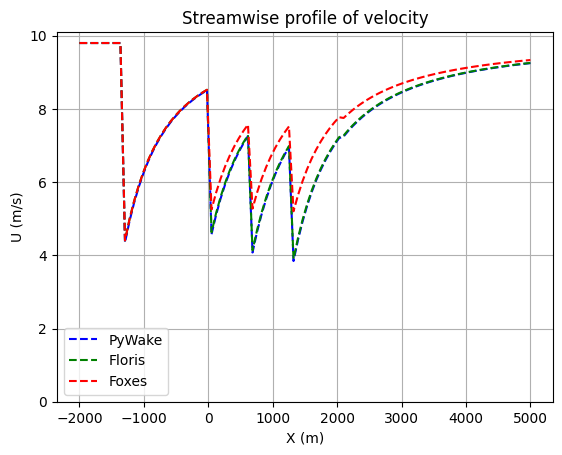 Streamwise profile of velocity
10
8
6
4
2
0
U (m/s)
PyWake
Floris
Foxes
−2000 −1000 0 1000 2000 3000 4000 5000
X (m)